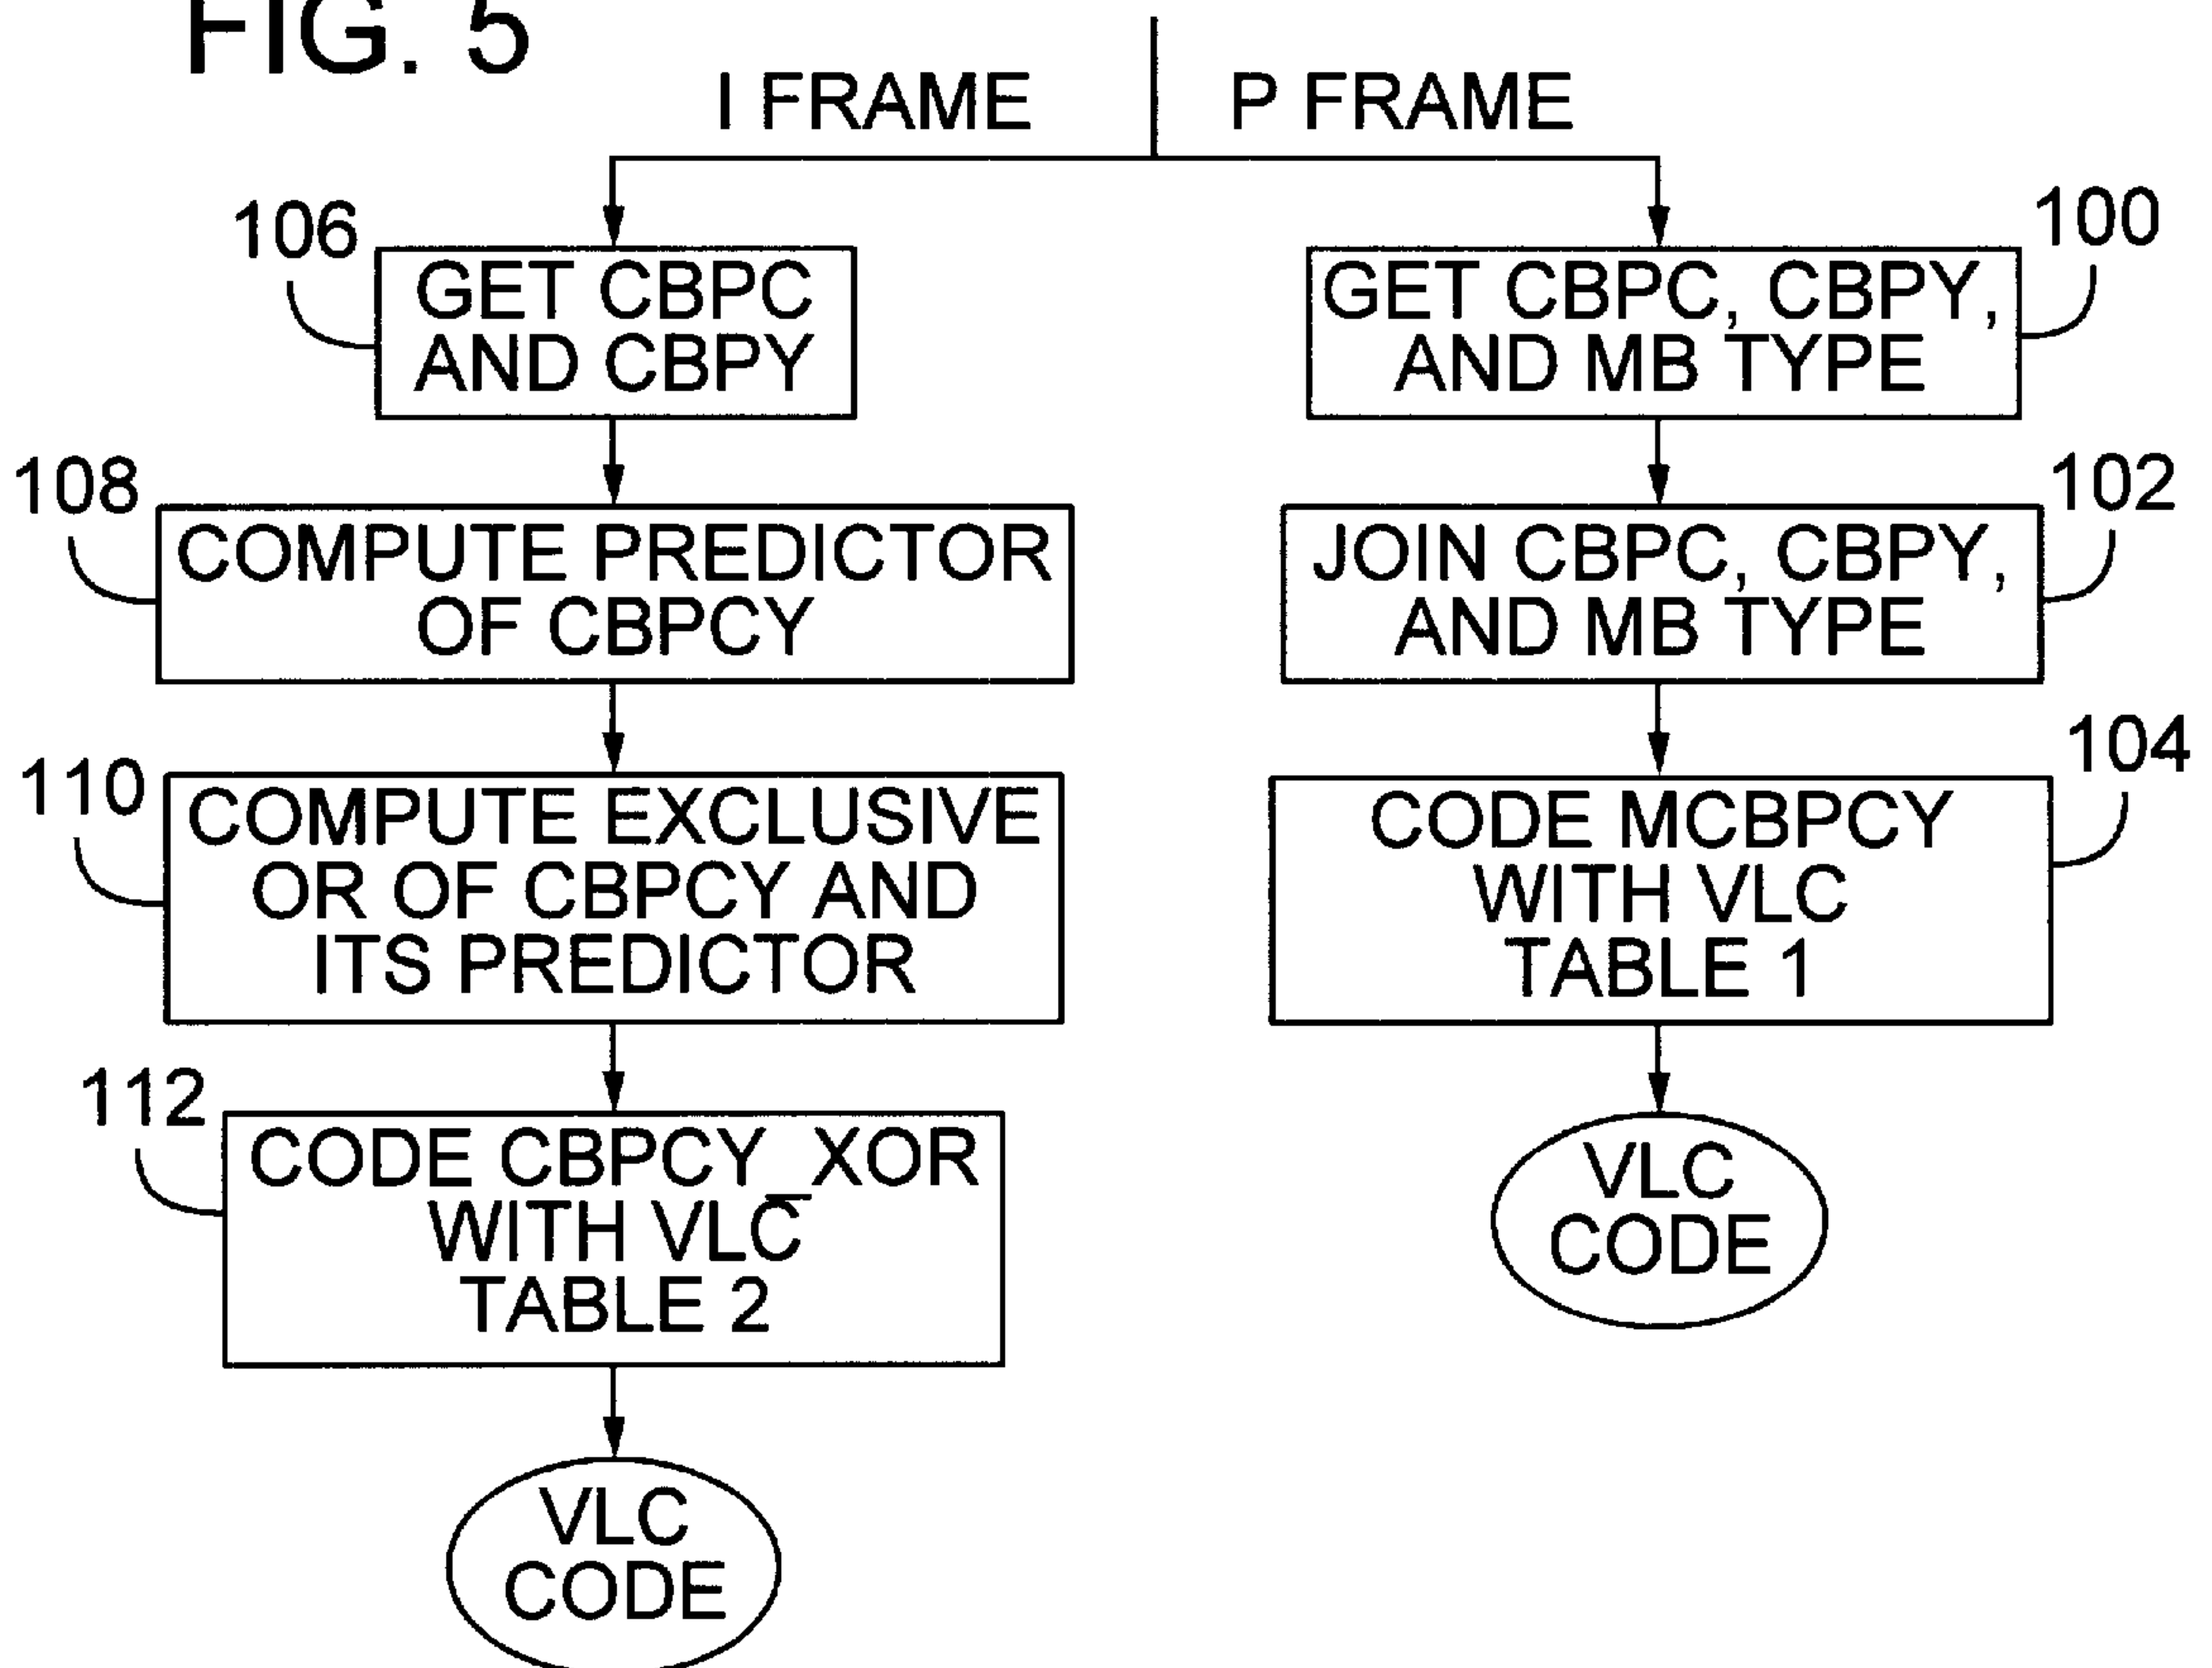 FIG. 5
I FRAME
P FRAME
106
GET CBPC
AND CBPY
108
COMPUTE PREDICTOR
OF CBPCY
110
COMPUTE EXCLUSIVE
OR OF CBPCY AND
ITS PREDICTOR
112
CODE CBPCY_XOR
WITH VLC
TABLE 2
VLC
CODE
100
GET CBPC, CBPY,
AND MB TYPE
102
JOIN CBPC, CBPY,
AND MB TYPE
104
CODE MCBPCY
WITH VLC
TABLE 1
VLC
CODE